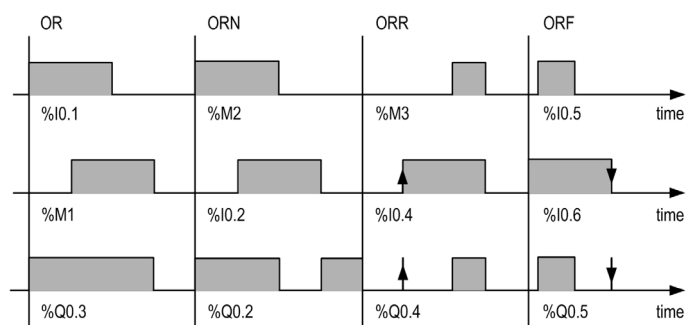 OR ORN ORR ORF
%I0.1 %M2 %M3 %I0.5 time
%M1 %I0.2 %I0.4 %I0.6 time
%Q0.3 %Q0.2 %Q0.4 %Q0.5 time